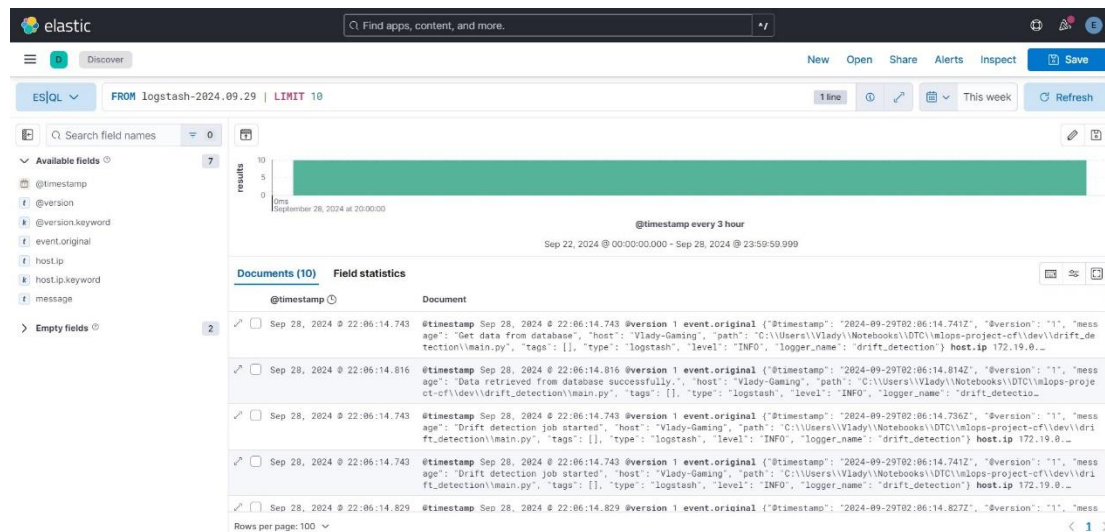 elastic
Find apps, content, and more.
^/
E
D
Discover
New Open Share Alerts Inspect Save
ES|QL
FROM logstash-2024.09.29 | LIMIT 10
1 line
This week
Refresh
Search field names
0
Available fields
7
@timestamp
@version
@version.keyword
event.original
host.ip
host.ip.keyword
message
Empty fields
2
results
10
5
0
0ms
September 28, 2024 at 20:00:00
@timestamp every 3 hour
Sep 22, 2024 @ 00:00:00.000 - Sep 28, 2024 @ 23:59:59.999
Documents (10) Field statistics
@timestamp Document
Sep 28, 2024 @ 22:06:14.743 @timestamp Sep 28, 2024 @ 22:06:14.743 @version 1 event.original {"@timestamp": "2024-09-29T02:06:14.741Z", "@version": "1", "mess
age": "Get data from database", "host": "Vlady-Gaming", "path": "C:\\Users\\Vlady\\Notebooks\\DTC\\mlops-project-cf\\dev\\drift_de
tection\\main.py", "tags": [], "type": "logstash", "level": "INFO", "logger_name": "drift_detection"} host.ip 172.19.0.…
Sep 28, 2024 @ 22:06:14.816 @timestamp Sep 28, 2024 @ 22:06:14.816 @version 1 event.original {"@timestamp": "2024-09-29T02:06:14.814Z", "@version": "1", "mess
age": "Data retrieved from database successfully.", "host": "Vlady-Gaming", "path": "C:\\Users\\Vlady\\Notebooks\\DTC\\mlops-proje
ct-cf\\dev\\drift_detection\\main.py", "tags": [], "type": "logstash", "level": "INFO", "logger_name": "drift_detectio…
Sep 28, 2024 @ 22:06:14.743 @timestamp Sep 28, 2024 @ 22:06:14.743 @version 1 event.original {"@timestamp": "2024-09-29T02:06:14.736Z", "@version": "1", "mess
age": "Drift detection job started", "host": "Vlady-Gaming", "path": "C:\\Users\\Vlady\\Notebooks\\DTC\\mlops-project-cf\\dev\\dri
ft_detection\\main.py", "tags": [], "type": "logstash", "level": "INFO", "logger_name": "drift_detection"} host.ip 172.19.0.…
Sep 28, 2024 @ 22:06:14.743 @timestamp Sep 28, 2024 @ 22:06:14.743 @version 1 event.original {"@timestamp": "2024-09-29T02:06:14.741Z", "@version": "1", "mess
age": "Drift detection job started", "host": "Vlady-Gaming", "path": "C:\\Users\\Vlady\\Notebooks\\DTC\\mlops-project-cf\\dev\\dri
ft_detection\\main.py", "tags": [], "type": "logstash", "level": "INFO", "logger_name": "drift_detection"} host.ip 172.19.0.…
Sep 28, 2024 @ 22:06:14.829 @timestamp Sep 28, 2024 @ 22:06:14.829 @version 1 event.original {"@timestamp": "2024-09-29T02:06:14.827Z", "@version": "1", "mess
Rows per page: 100
1